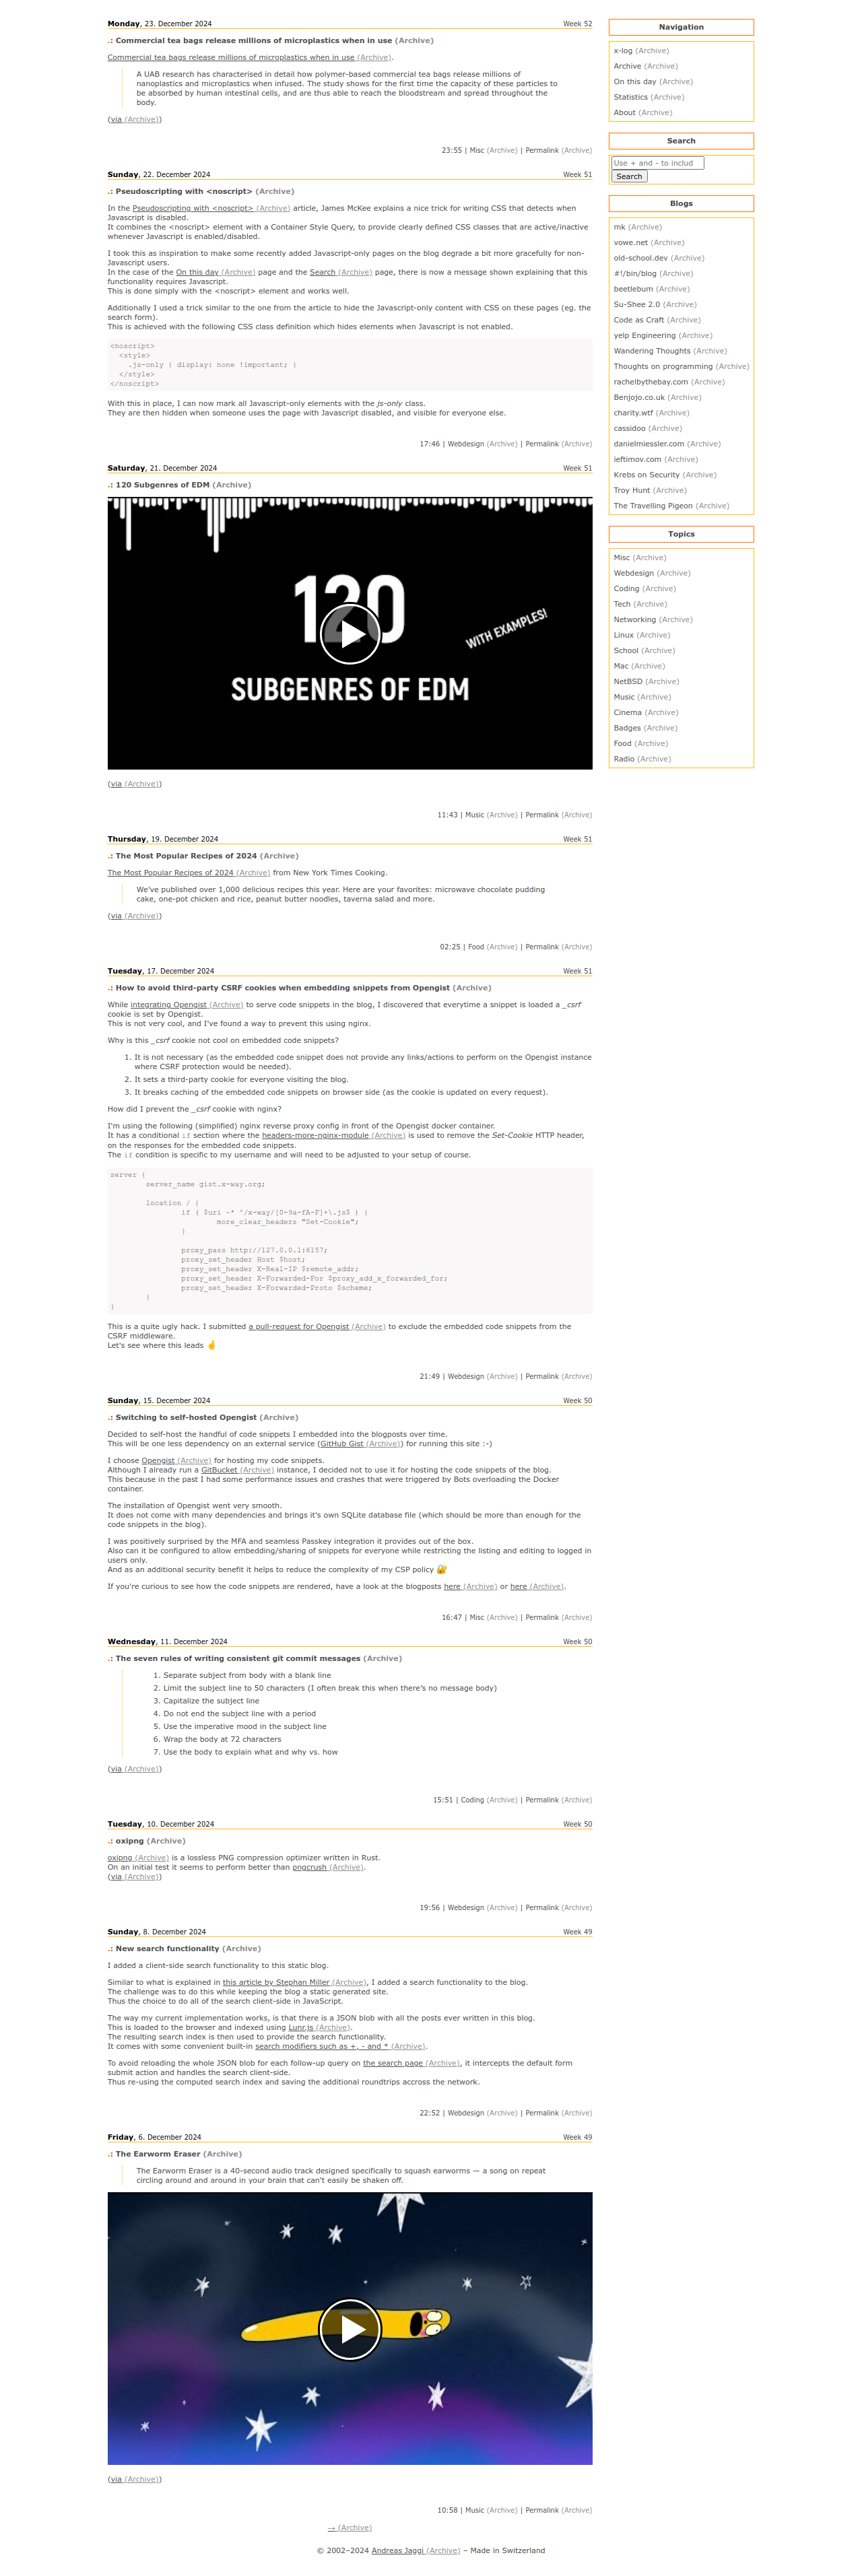 Monday, 23. December 2024 Week 52
.: Commercial tea bags release millions of microplastics when in use (Archive)
Commercial tea bags release millions of microplastics when in use (Archive).
A UAB research has characterised in detail how polymer-based commercial tea bags release millions of
nanoplastics and microplastics when infused. The study shows for the first time the capacity of these particles to
be absorbed by human intestinal cells, and are thus able to reach the bloodstream and spread throughout the
body.
(via (Archive))
23:55 | Misc (Archive) | Permalink (Archive)
Sunday, 22. December 2024 Week 51
.: Pseudoscripting with <noscript> (Archive)
In the Pseudoscripting with <noscript> (Archive) article, James McKee explains a nice trick for writing CSS that detects when
Javascript is disabled.
It combines the <noscript> element with a Container Style Query, to provide clearly defined CSS classes that are active/inactive
whenever Javascript is enabled/disabled.
I took this as inspiration to make some recently added Javascript-only pages on the blog degrade a bit more gracefully for non-
Javascript users.
In the case of the On this day (Archive) page and the Search (Archive) page, there is now a message shown explaining that this
functionality requires Javascript.
This is done simply with the <noscript> element and works well.
Additionally I used a trick similar to the one from the article to hide the Javascript-only content with CSS on these pages (eg. the
search form).
This is achieved with the following CSS class definition which hides elements when Javascript is not enabled.
<noscript>
<style>
.js-only { display: none !important; }
</style>
</noscript>
With this in place, I can now mark all Javascript-only elements with the js-only class.
They are then hidden when someone uses the page with Javascript disabled, and visible for everyone else.
17:46 | Webdesign (Archive) | Permalink (Archive)
Saturday, 21. December 2024 Week 51
.: 120 Subgenres of EDM (Archive)
120
WITH EXAMPLES!
SUBGENRES OF EDM
(via (Archive))
11:43 | Music (Archive) | Permalink (Archive)
Thursday, 19. December 2024 Week 51
.: The Most Popular Recipes of 2024 (Archive)
The Most Popular Recipes of 2024 (Archive) from New York Times Cooking.
We've published over 1,000 delicious recipes this year. Here are your favorites: microwave chocolate pudding
cake, one-pot chicken and rice, peanut butter noodles, taverna salad and more.
(via (Archive))
02:25 | Food (Archive) | Permalink (Archive)
Tuesday, 17. December 2024 Week 51
.: How to avoid third-party CSRF cookies when embedding snippets from Opengist (Archive)
While integrating Opengist (Archive) to serve code snippets in the blog, I discovered that everytime a snippet is loaded a _csrf
cookie is set by Opengist.
This is not very cool, and I've found a way to prevent this using nginx.
Why is this _csrf cookie not cool on embedded code snippets?
1. It is not necessary (as the embedded code snippet does not provide any links/actions to perform on the Opengist instance
where CSRF protection would be needed).
2. It sets a third-party cookie for everyone visiting the blog.
3. It breaks caching of the embedded code snippets on browser side (as the cookie is updated on every request).
How did I prevent the _csrf cookie with nginx?
I'm using the following (simplified) nginx reverse proxy config in front of the Opengist docker container.
It has a conditional if section where the headers-more-nginx-module (Archive) is used to remove the Set-Cookie HTTP header,
on the responses for the embedded code snippets.
The if condition is specific to my username and will need to be adjusted to your setup of course.
server {
server_name gist.x-way.org;
location / {
if ( $uri ~* ^/x-way/[0-9a-fA-F]+\.js$ ) {
more_clear_headers "Set-Cookie";
}
proxy_pass http://127.0.0.1:6157;
proxy_set_header Host $host;
proxy_set_header X-Real-IP $remote_addr;
proxy_set_header X-Forwarded-For $proxy_add_x_forwarded_for;
proxy_set_header X-Forwarded-Proto $scheme;
}
}
This is a quite ugly hack. I submitted a pull-request for Opengist (Archive) to exclude the embedded code snippets from the
CSRF middleware.
Let's see where this leads 🤞
21:49 | Webdesign (Archive) | Permalink (Archive)
Sunday, 15. December 2024 Week 50
.: Switching to self-hosted Opengist (Archive)
Decided to self-host the handful of code snippets I embedded into the blogposts over time.
This will be one less dependency on an external service (GitHub Gist (Archive)) for running this site :-)
I choose Opengist (Archive) for hosting my code snippets.
Although I already run a GitBucket (Archive) instance, I decided not to use it for hosting the code snippets of the blog.
This because in the past I had some performance issues and crashes that were triggered by Bots overloading the Docker
container.
The installation of Opengist went very smooth.
It does not come with many dependencies and brings it's own SQLite database file (which should be more than enough for the
code snippets in the blog).
I was positively surprised by the MFA and seamless Passkey integration it provides out of the box.
Also can it be configured to allow embedding/sharing of snippets for everyone while restricting the listing and editing to logged in
users only.
And as an additional security benefit it helps to reduce the complexity of my CSP policy 🔐
If you're curious to see how the code snippets are rendered, have a look at the blogposts here (Archive) or here (Archive).
16:47 | Misc (Archive) | Permalink (Archive)
Wednesday, 11. December 2024 Week 50
.: The seven rules of writing consistent git commit messages (Archive)
1. Separate subject from body with a blank line
2. Limit the subject line to 50 characters (I often break this when there's no message body)
3. Capitalize the subject line
4. Do not end the subject line with a period
5. Use the imperative mood in the subject line
6. Wrap the body at 72 characters
7. Use the body to explain what and why vs. how
(via (Archive))
15:51 | Coding (Archive) | Permalink (Archive)
Tuesday, 10. December 2024 Week 50
.: oxipng (Archive)
oxipng (Archive) is a lossless PNG compression optimizer written in Rust.
On an initial test it seems to perform better than pngcrush (Archive).
(via (Archive))
19:56 | Webdesign (Archive) | Permalink (Archive)
Sunday, 8. December 2024 Week 49
.: New search functionality (Archive)
I added a client-side search functionality to this static blog.
Similar to what is explained in this article by Stephan Miller (Archive), I added a search functionality to the blog.
The challenge was to do this while keeping the blog a static generated site.
Thus the choice to do all of the search client-side in JavaScript.
The way my current implementation works, is that there is a JSON blob with all the posts ever written in this blog.
This is loaded to the browser and indexed using Lunr.js (Archive).
The resulting search index is then used to provide the search functionality.
It comes with some convenient built-in search modifiers such as +, - and * (Archive).
To avoid reloading the whole JSON blob for each follow-up query on the search page (Archive), it intercepts the default form
submit action and handles the search client-side.
Thus re-using the computed search index and saving the additional roundtrips accross the network.
22:52 | Webdesign (Archive) | Permalink (Archive)
Friday, 6. December 2024 Week 49
.: The Earworm Eraser (Archive)
The Earworm Eraser is a 40-second audio track designed specifically to squash earworms — a song on repeat
circling around and around in your brain that can't easily be shaken off.
(via (Archive))
10:58 | Music (Archive) | Permalink (Archive)
→ (Archive)
© 2002–2024 Andreas Jaggi (Archive) – Made in Switzerland
Navigation
x-log (Archive)
Archive (Archive)
On this day (Archive)
Statistics (Archive)
About (Archive)
Search
Use + and - to includ
Search
Blogs
mk (Archive)
vowe.net (Archive)
old-school.dev (Archive)
#!/bin/blog (Archive)
beetlebum (Archive)
Su-Shee 2.0 (Archive)
Code as Craft (Archive)
yelp Engineering (Archive)
Wandering Thoughts (Archive)
Thoughts on programming (Archive)
rachelbythebay.com (Archive)
Benjojo.co.uk (Archive)
charity.wtf (Archive)
cassidoo (Archive)
danielmiessler.com (Archive)
ieftimov.com (Archive)
Krebs on Security (Archive)
Troy Hunt (Archive)
The Travelling Pigeon (Archive)
Topics
Misc (Archive)
Webdesign (Archive)
Coding (Archive)
Tech (Archive)
Networking (Archive)
Linux (Archive)
School (Archive)
Mac (Archive)
NetBSD (Archive)
Music (Archive)
Cinema (Archive)
Badges (Archive)
Food (Archive)
Radio (Archive)